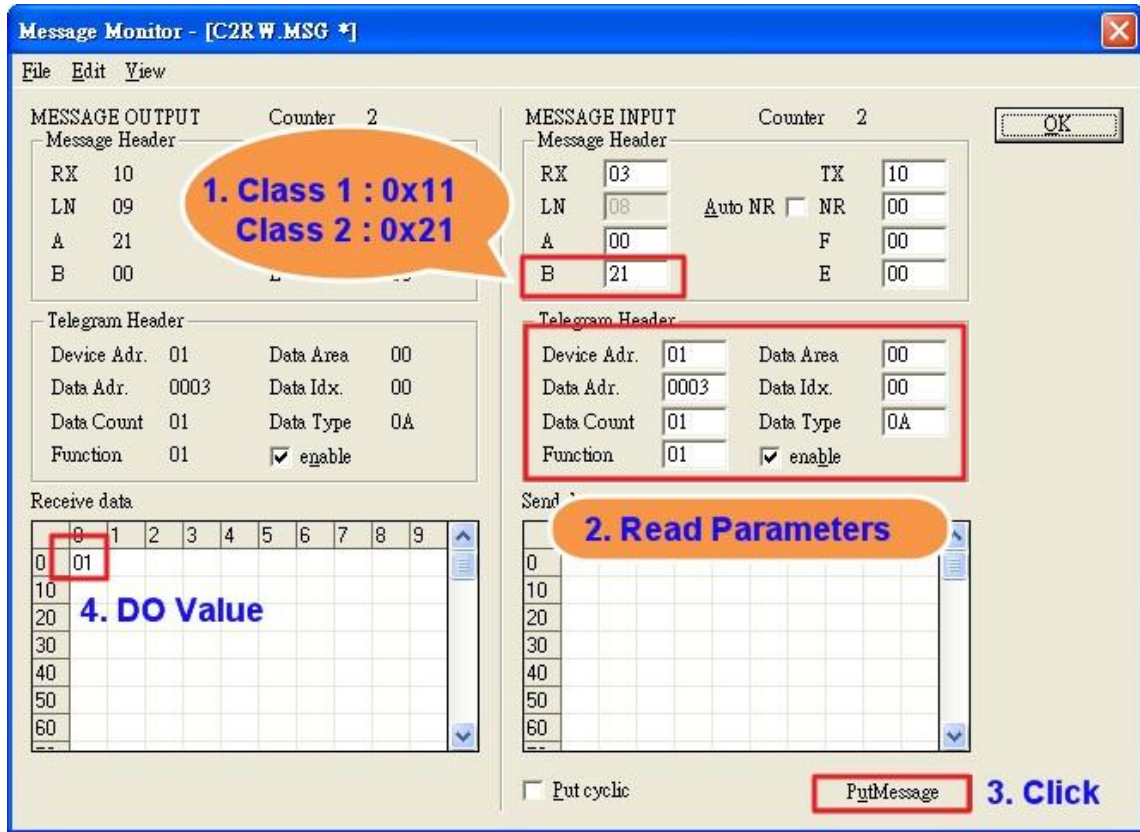 Message Monitor - [C2RW.MSG *]
File Edit View
MESSAGE OUTPUT Counter 2
Message Header
RX 10
LN 09
A 21
B 00
1. Class 1 : 0x11
Class 2 : 0x21
Telegram Header
Device Adr. 01 Data Area 00
Data Adr. 0003 Data Idx. 00
Data Count 01 Data Type 0A
Function 01 enable
Receive data
0 1 2 3 4 5 6 7 8 9
0 01
10
20
30
40
50
60
4. DO Value
MESSAGE INPUT Counter 2
Message Header
RX 03 TX 10
LN 08 Auto NR NR 00
A 00 F 00
B 21 E 00
Telegram Header
Device Adr. 01 Data Area 00
Data Adr. 0003 Data Idx. 00
Data Count 01 Data Type 0A
Function 01 enable
Send
2. Read Parameters
0
10
20
30
40
50
60
Put cyclic
PutMessage
3. Click
OK